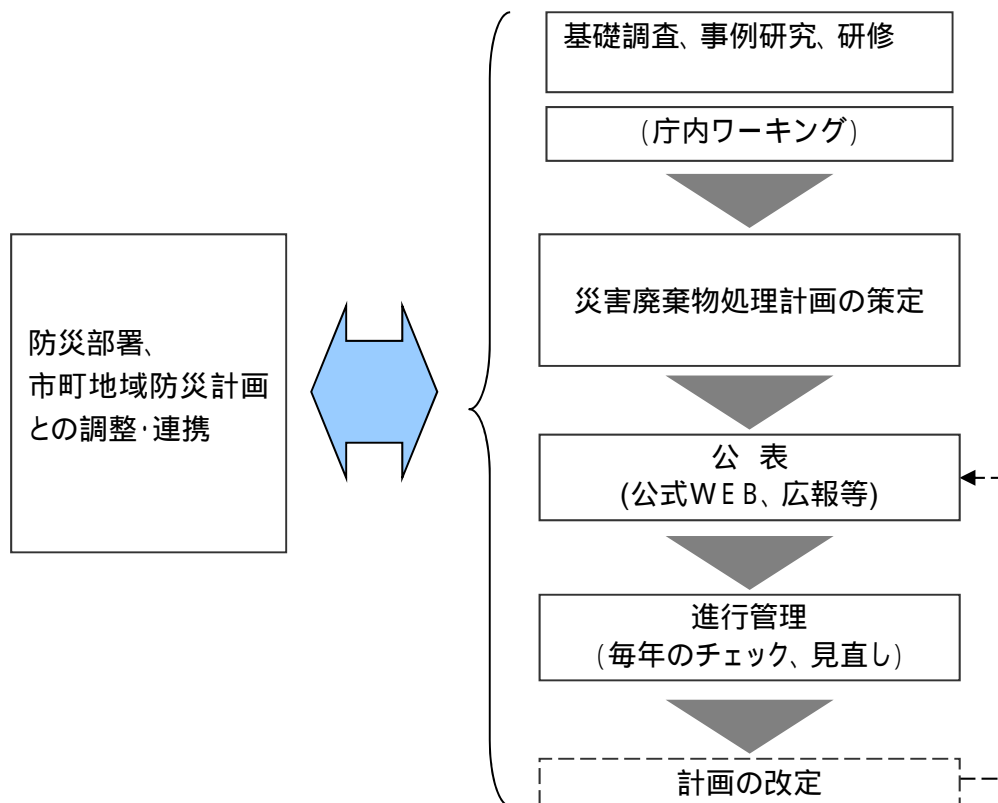 基礎調査、事例研究、研修
(庁内ワーキング)
災害廃棄物処理計画の策定
防災部署、
市町地域防災計画
との調整・連携
公 表
(公式WEB、広報等)
進行管理
(毎年のチェック、見直し)
計画の改定